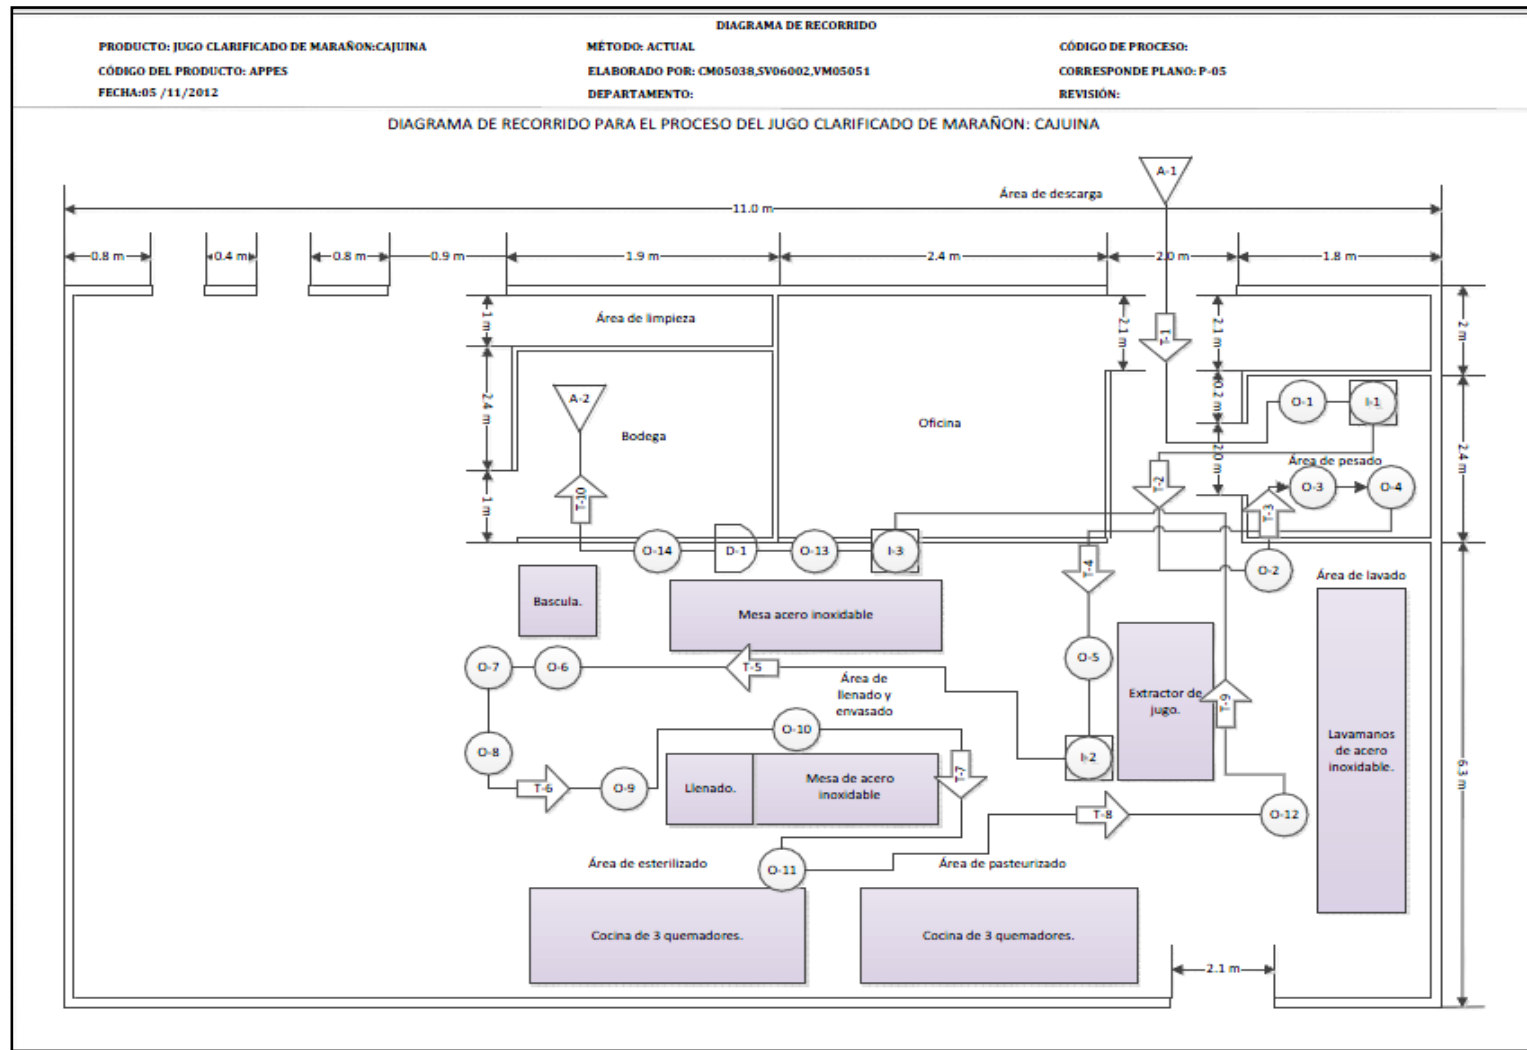 DIAGRAMA DE RECORRIDO
PRODUCTO: JUGO CLARIFICADO DE MARAÑON:CAJUINA
MÉTODO: ACTUAL
CÓDIGO DE PROCESO:
CÓDIGO DEL PRODUCTO: APPES
ELABORADO POR: CM05038,SV06002,VM05051
CORRESPONDE PLANO: P-05
FECHA:05 /11/2012
DEPARTAMENTO:
REVISIÓN:
DIAGRAMA DE RECORRIDO PARA EL PROCESO DEL JUGO CLARIFICADO DE MARAÑON: CAJUINA
A-1
Área de descarga
11.0 m
0.8 m
0.4 m
0.8 m
0.9 m
1.9 m
2.4 m
2.0 m
1.8 m
1 m
Área de limpieza
2.1 m
T-1
2.1 m
2 m
2.4 m
A-2
Bodega
Oficina
0.2 m
O-1
I-1
2.0 m
2.4 m
Área de pesado
T-2
O-3
O-4
1 m
T-10
T-3
O-14
D-1
O-13
I-3
T-4
O-2
Área de lavado
Bascula.
Mesa acero inoxidable
O-7
O-6
T-5
O-5
Área de
llenado y
envasado
Extractor de
jugo.
T-9
O-10
O-8
I-2
Lavamanos
de acero
inoxidable.
6.3 m
T-6
O-9
Llenado.
Mesa de acero
inoxidable
T-7
T-8
O-12
Área de esterilizado
O-11
Área de pasteurizado
Cocina de 3 quemadores.
Cocina de 3 quemadores.
2.1 m